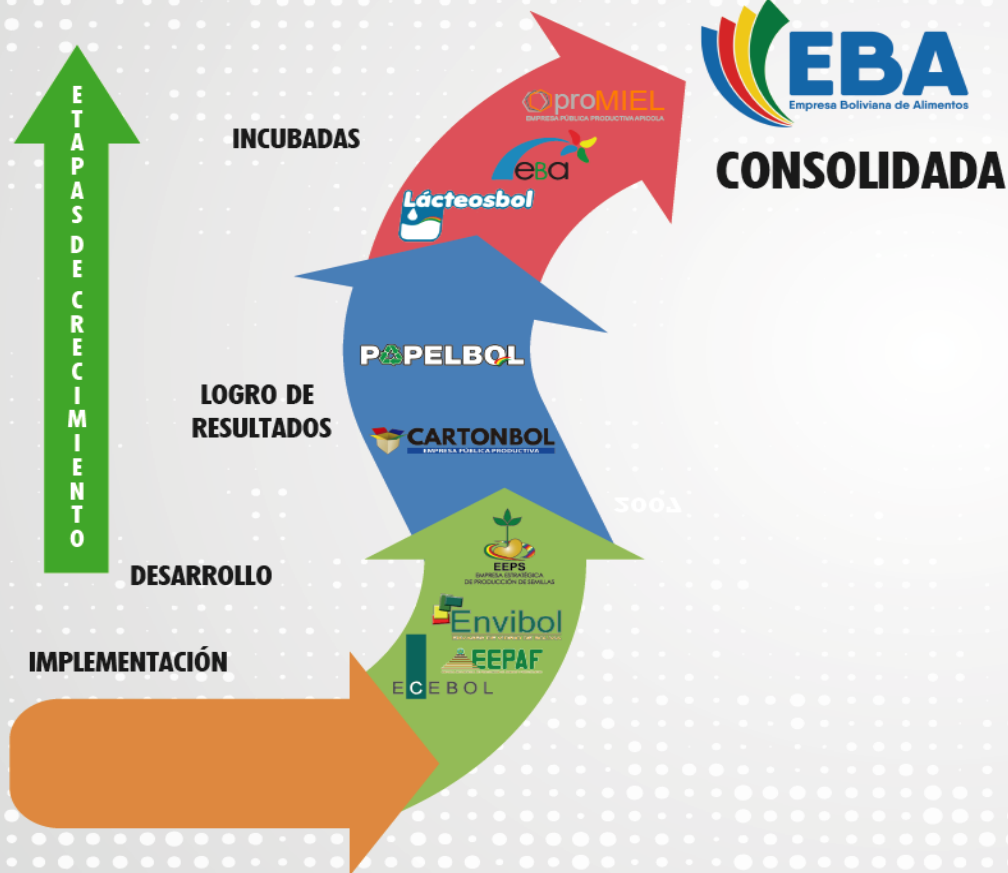 ETAPAS DE CRECIMIENTO
EBA
Empresa Boliviana de Alimentos
CONSOLIDADA
INCUBADAS
proMIEL
EMPRESA PÚBLICA PRODUCTIVA APICOLA
eBa
Lácteosbol
PAPELBOL
LOGRO DE
RESULTADOS
CARTONBOL
EMPRESA PÚBLICA PRODUCTIVA
2007
EEPS
EMPRESA ESTRATÉGICA
DE PRODUCCIÓN DE SEMILLAS
DESARROLLO
Envibol
EEPAF
IMPLEMENTACIÓN
ECEBOL